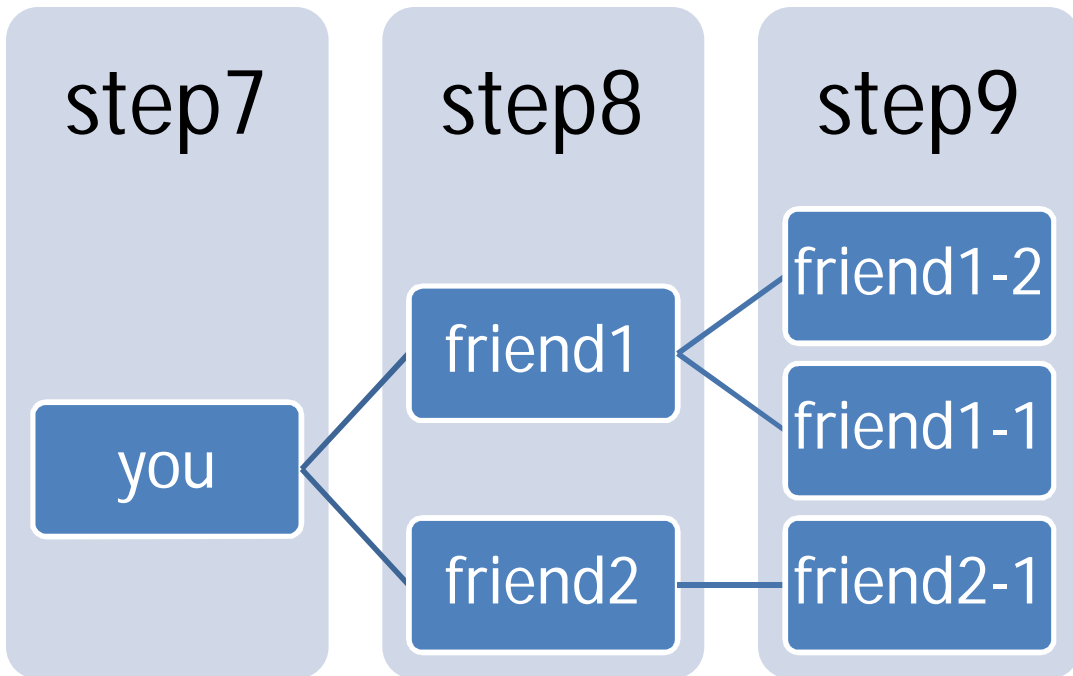 step7
step8
step9
you
friend1
friend2
friend1-2
friend1-1
friend2-1